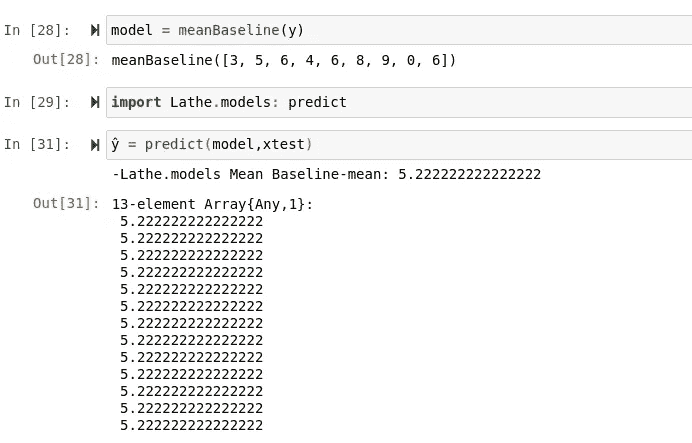 In [28]: model = meanBaseline(y)
Out[28]: meanBaseline([3, 5, 6, 4, 6, 8, 9, 0, 6])
In [29]: import Lathe.models: predict
In [31]: ŷ = predict(model,xtest)
-Lathe.models Mean Baseline-mean: 5.222222222222222
Out[31]: 13-element Array{Any,1}:
5.222222222222222
5.222222222222222
5.222222222222222
5.222222222222222
5.222222222222222
5.222222222222222
5.222222222222222
5.222222222222222
5.222222222222222
5.222222222222222
5.222222222222222
5.222222222222222
5.222222222222222